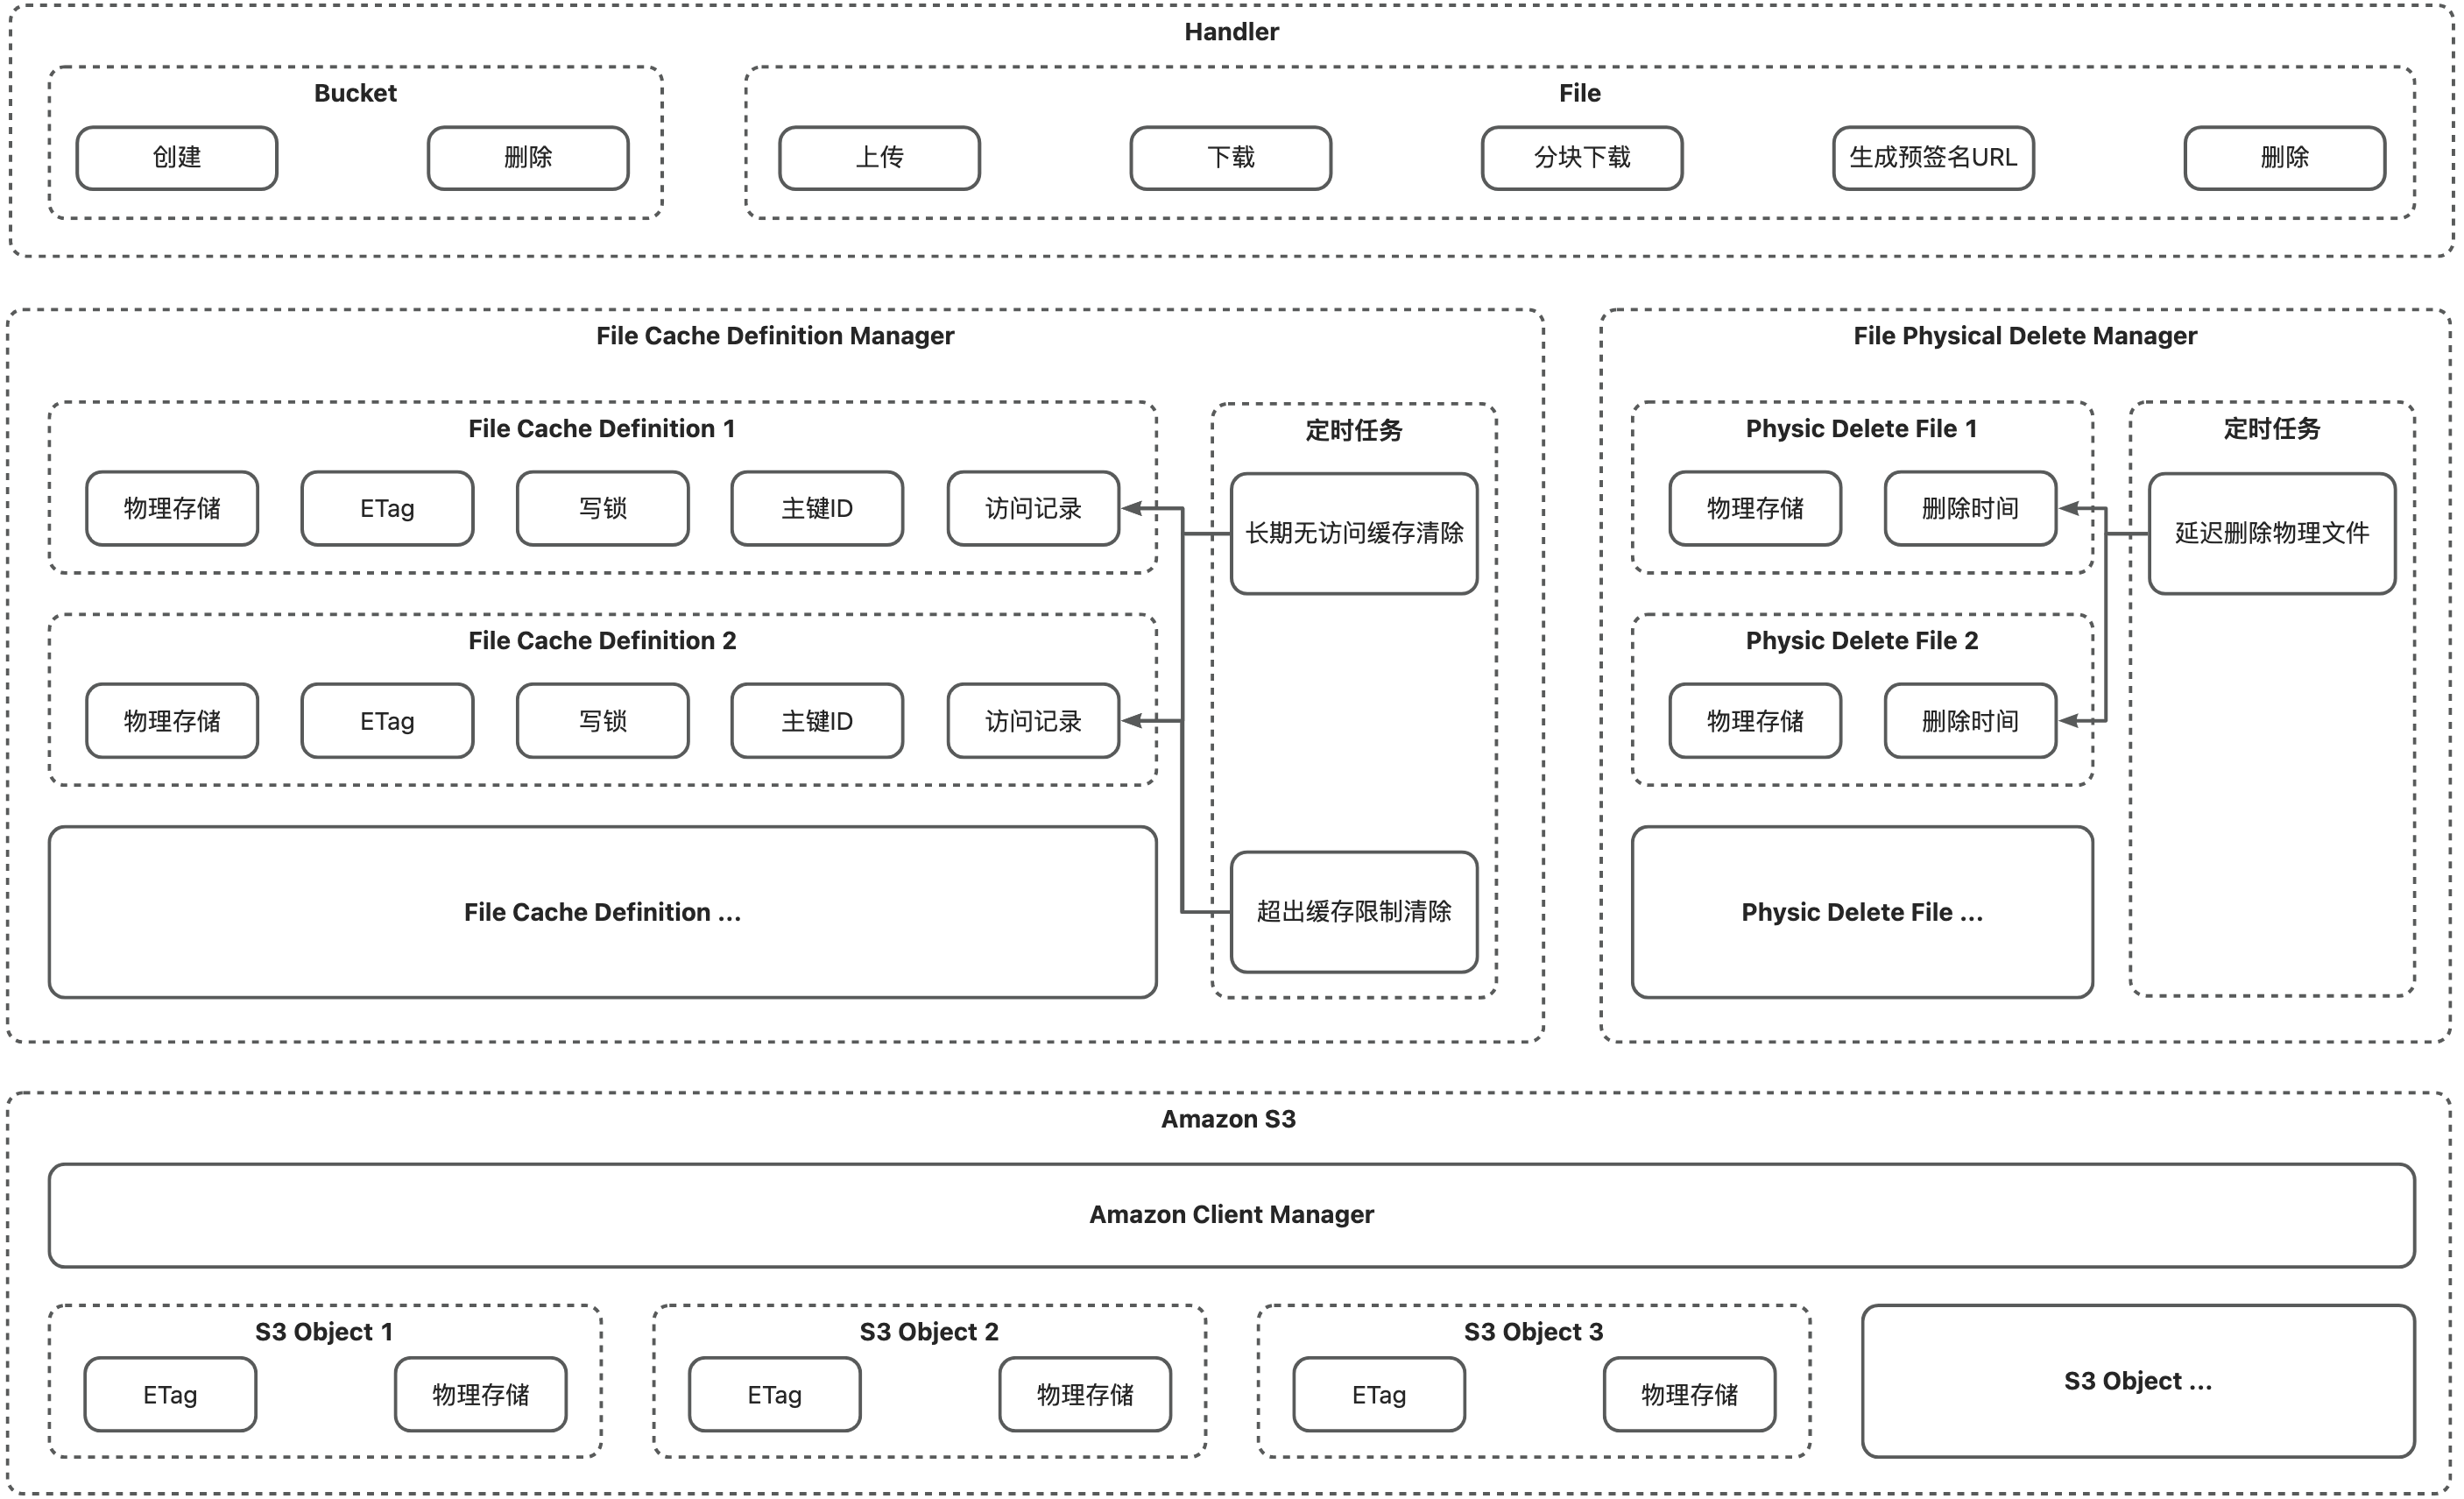 Handler
Bucket
创建
删除
File
上传
下载
分块下载
生成预签名URL
删除
File Cache Definition Manager
File Cache Definition 1
物理存储
ETag
写锁
主键ID
访问记录
File Cache Definition 2
物理存储
ETag
写锁
主键ID
访问记录
File Cache Definition ...
定时任务
长期无访问缓存清除
超出缓存限制清除
File Physical Delete Manager
Physic Delete File 1
物理存储
删除时间
Physic Delete File 2
物理存储
删除时间
Physic Delete File ...
定时任务
延迟删除物理文件
Amazon S3
Amazon Client Manager
S3 Object 1
ETag
物理存储
S3 Object 2
ETag
物理存储
S3 Object 3
ETag
物理存储
S3 Object ...